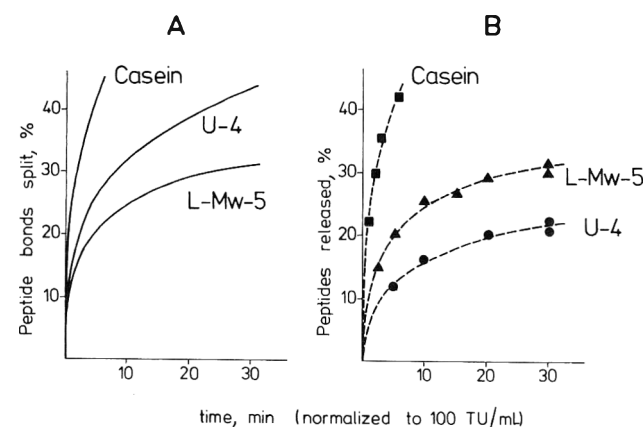 A
B
Casein
U-4
L-Mw-5
Peptide bonds split, %
40
30
20
10
10
20
30
Casein
L-Mw-5
U-4
Peptides released, %
40
30
20
10
10
20
30
time, min (normalized to 100 TU/mL)